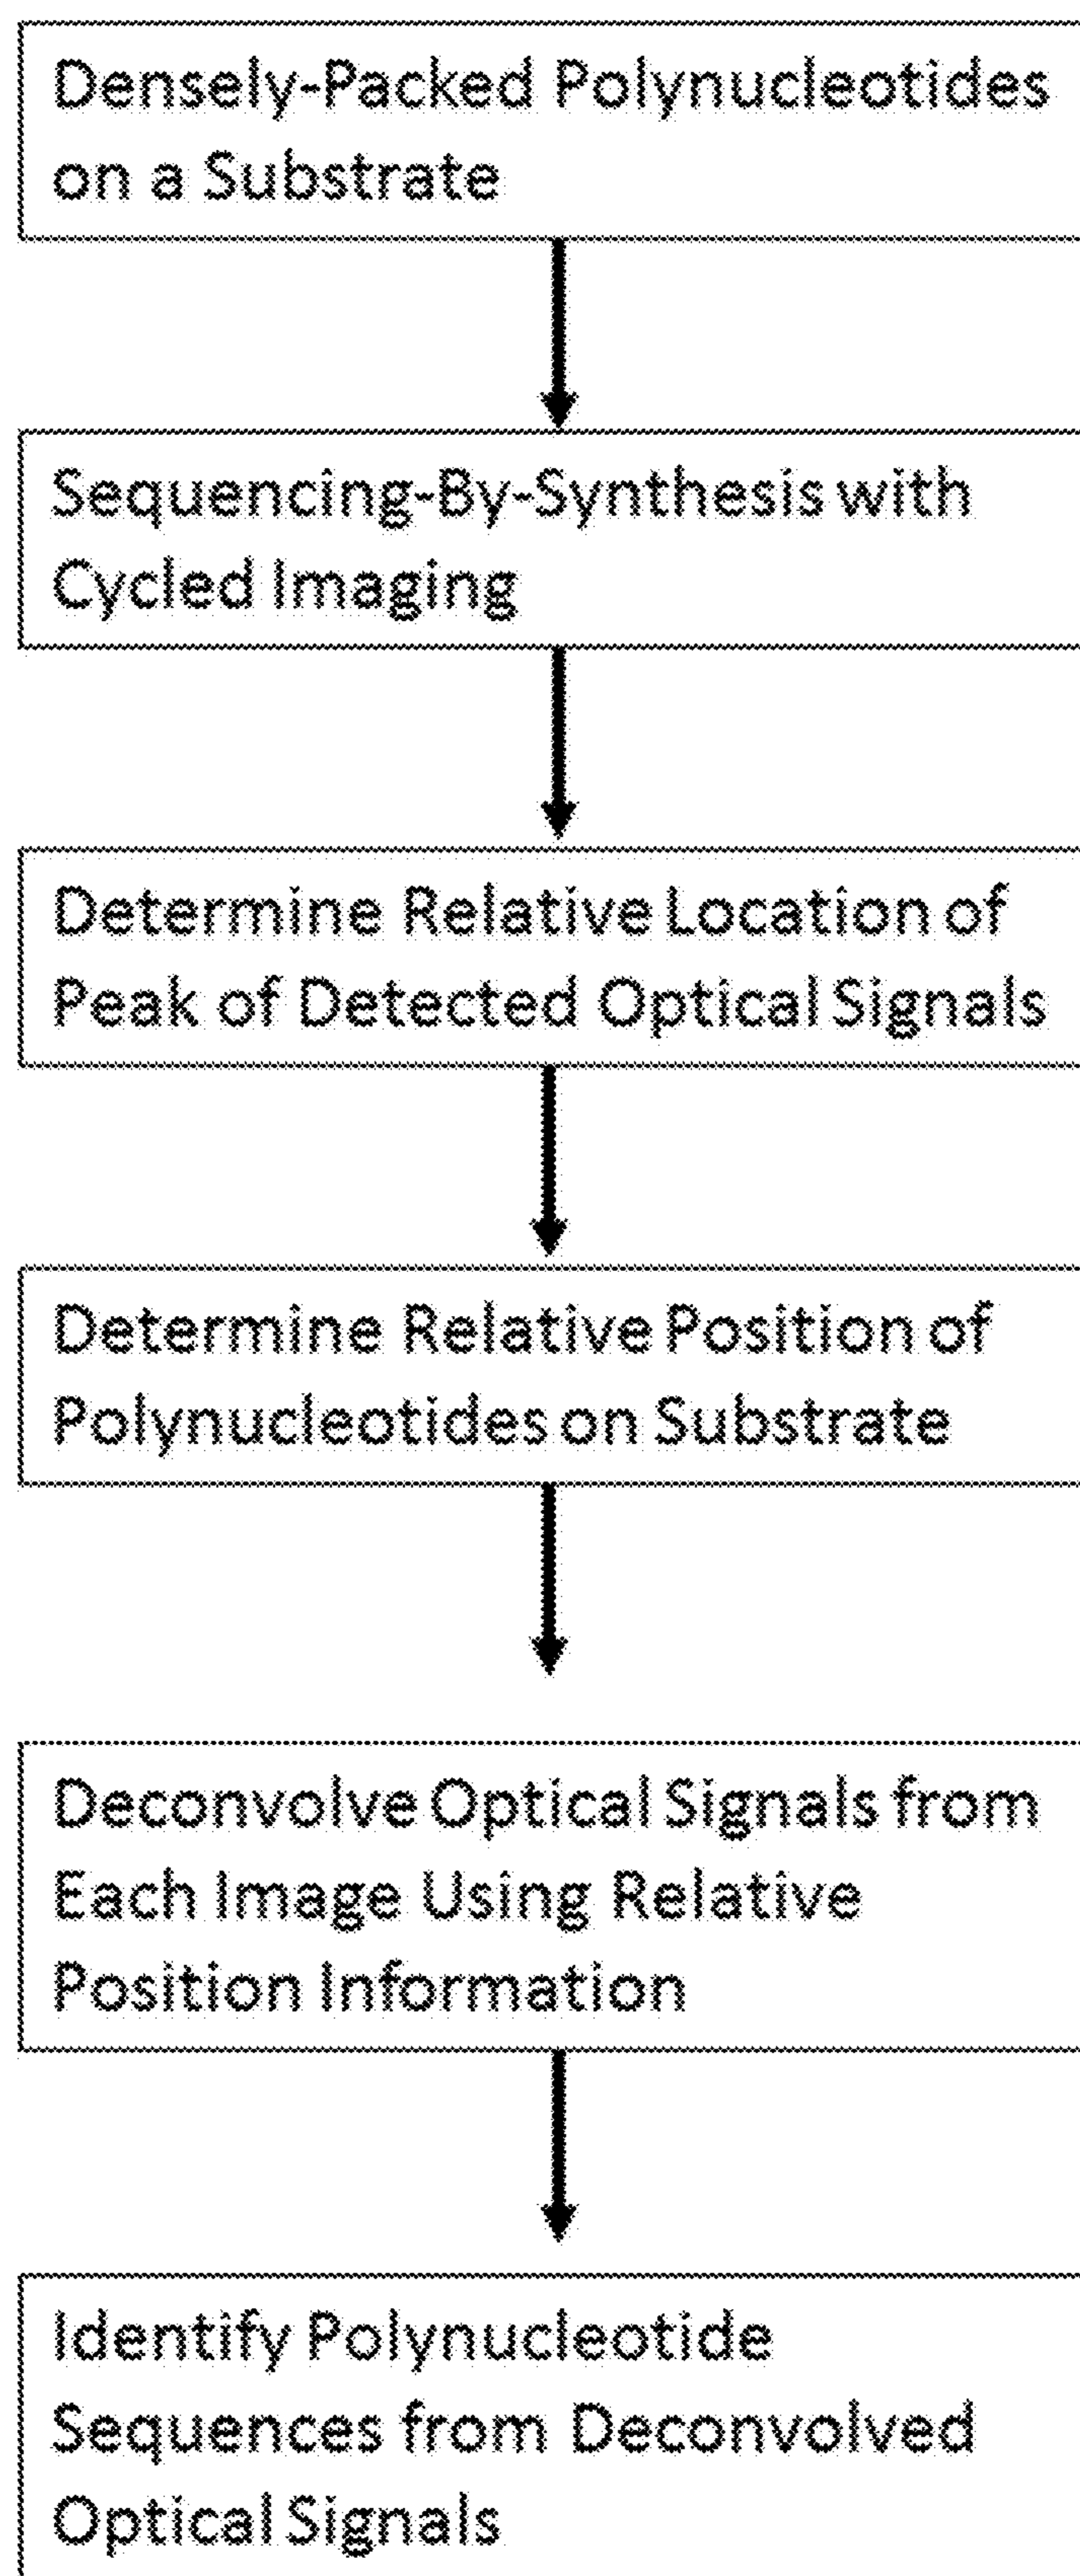 Densely-Packed Polynucleotides
on a Substrate
Sequencing-By-Synthesis with
Cycled Imaging
Determine Relative Location of
Peak of Detected Optical Signals
Determine Relative Position of
Polynucleotides on Substrate
Deconvolve Optical Signals from
Each Image Using Relative
Position Information
Identify Polynucleotide
Sequences from Deconvolved
Optical Signals